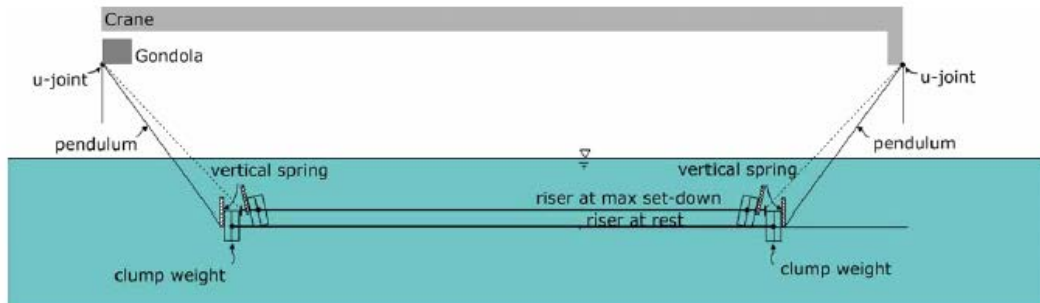 Crane
Gondola
u-joint
u-joint
pendulum
pendulum
vertical spring
vertical spring
riser at max set-down
riser at rest
clump weight
clump weight